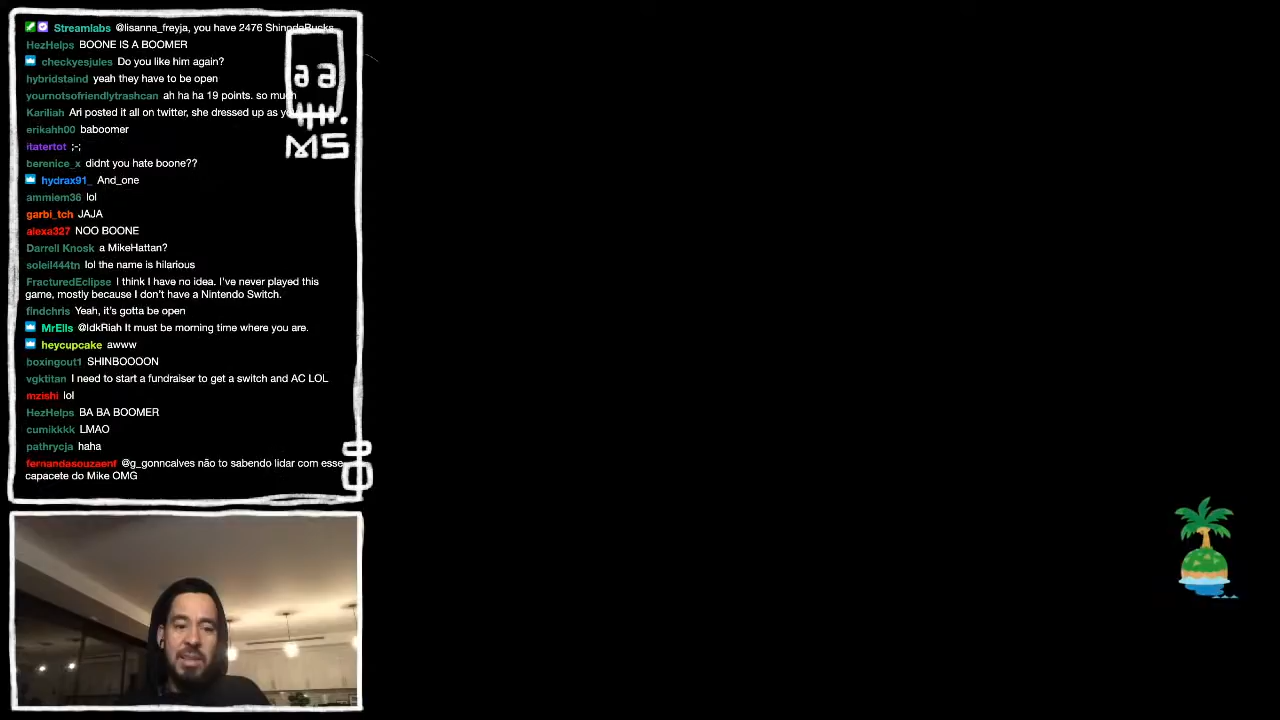 Streamlabs @lisanna_freyja, you have 2476 ShinodaBucks
HezHelps BOONE IS A BOOMER
checkyesjules Do you like him again?
hybridstaind yeah they have to be open
yournotsofriendlytrashcan ah ha ha 19 points. so much
Kariliah Ari posted it all on twitter, she dressed up as
erikahh00 baboomer
itatertot ;-;
berenice_x didnt you hate boone??
hydrax91_ And_one
ammiem36 lol
garbi_tch JAJA
alexa327 NOO BOONE
Darrell Knosk a MikeHattan?
soleil444tn lol the name is hilarious
FracturedEclipse I think I have no idea. I've never played this
game, mostly because I don't have a Nintendo Switch.
findchris Yeah, it's gotta be open
MrElls @IdkRiah It must be morning time where you are.
heycupcake awww
boxingout1 SHINBOOOON
vgktitan I need to start a fundraiser to get a switch and AC LOL
mzishi lol
HezHelps BA BA BOOMER
cumikkkk LMAO
pathrycja haha
fernandasouzaenf @g_gonncalves não to sabendo lidar com esse
capacete do Mike OMG
aa
MS